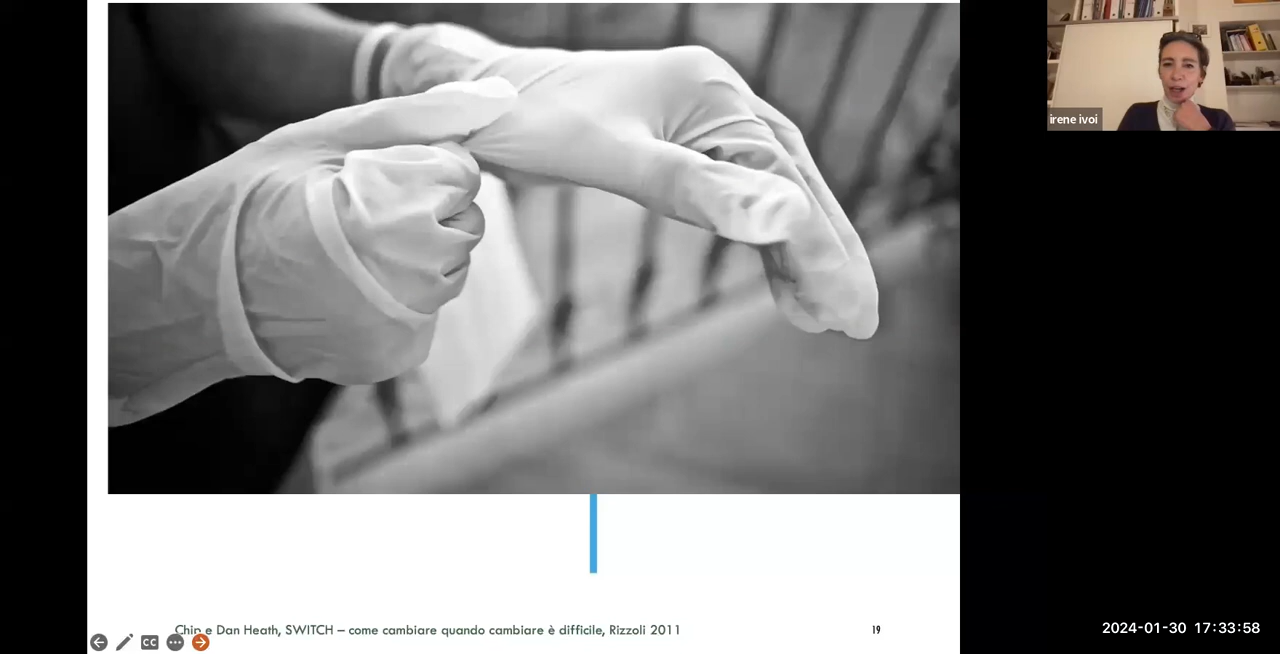 irene ivoi
Chip e Dan Heath, SWITCH – come cambiare quando cambiare è difficile, Rizzoli 2011
19
CC
2024-01-30 17:33:58